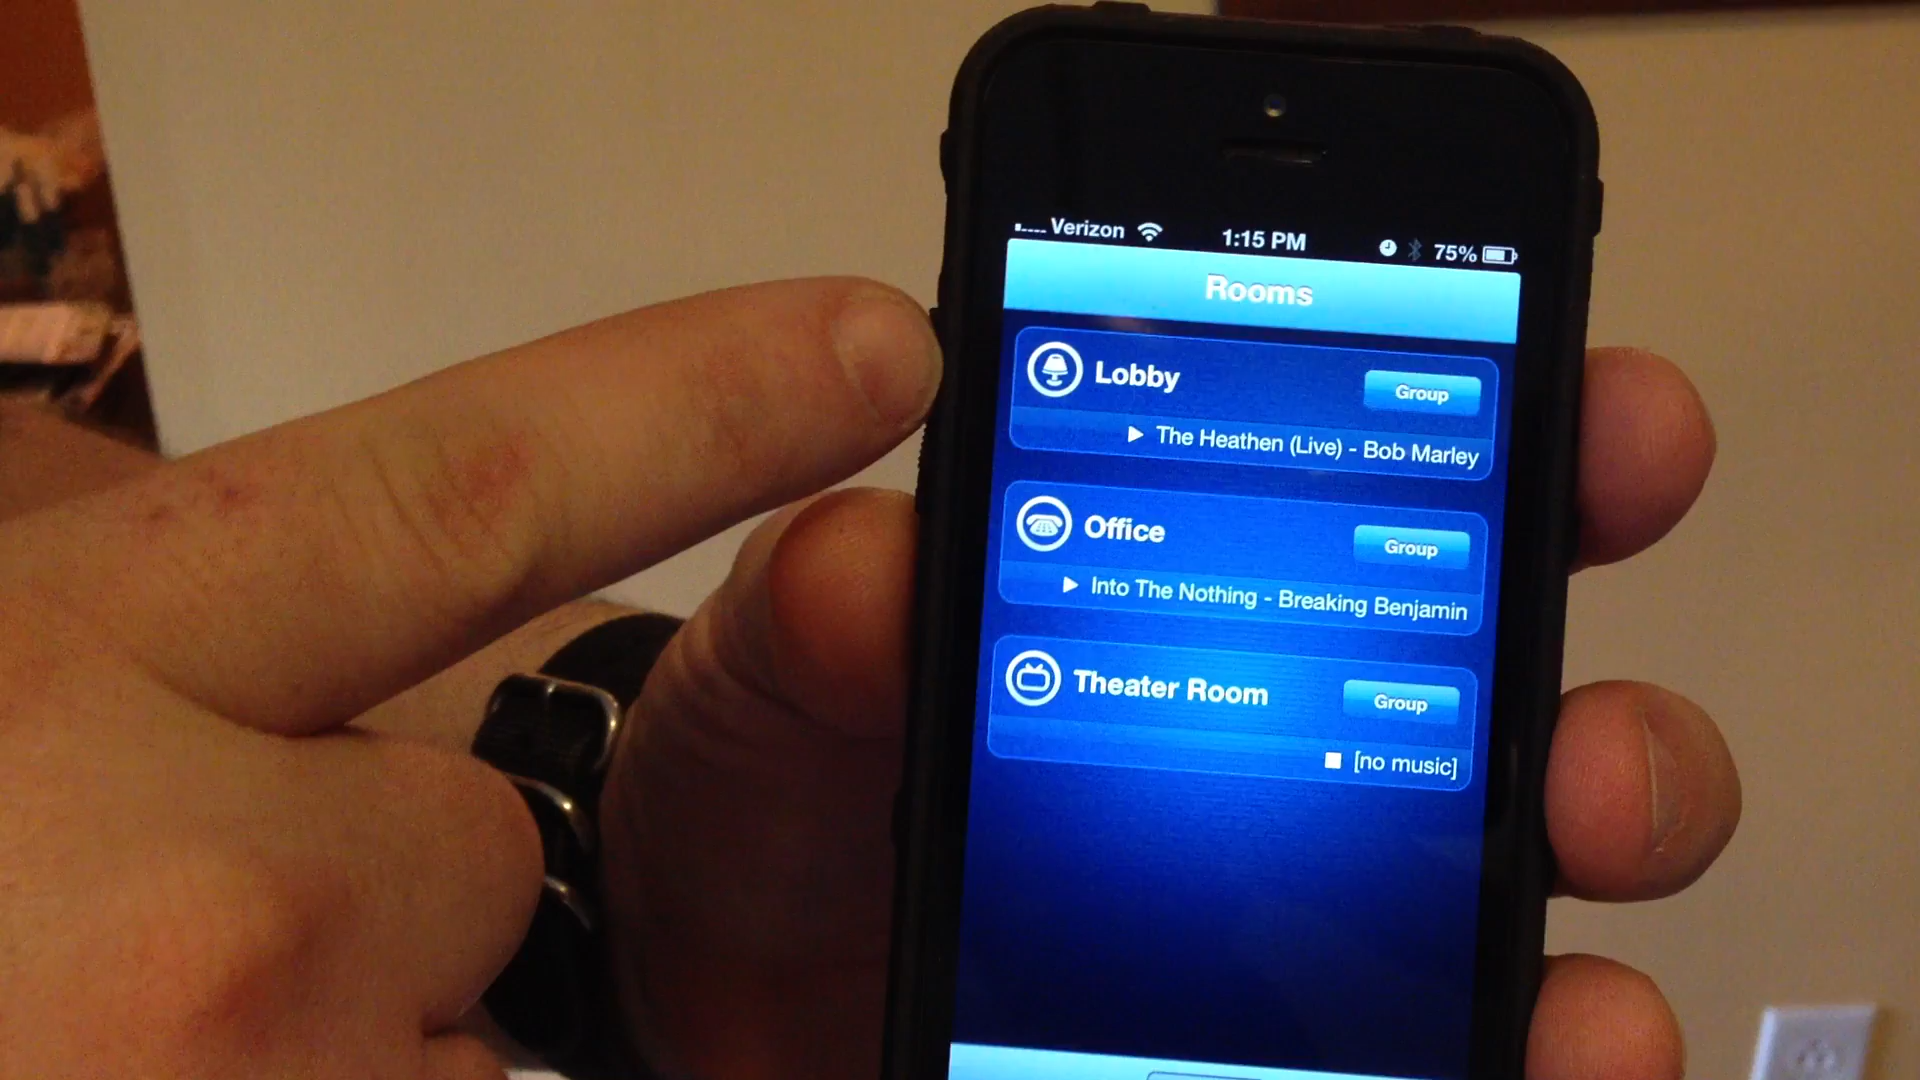 Verizon 1:15 PM 75%
Rooms
Lobby Group
The Heathen (Live) - Bob Marley
Office Group
Into The Nothing - Breaking Benjamin
Theater Room Group
[no music]